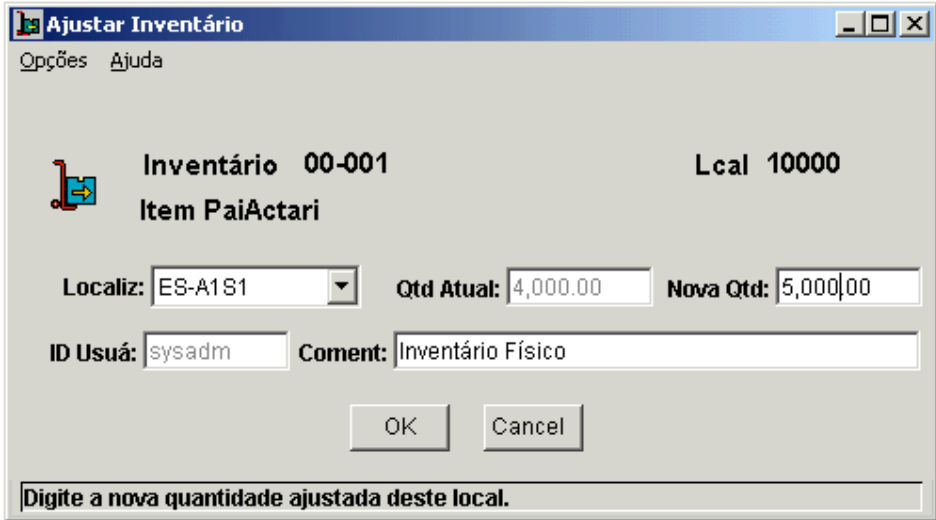 Ajustar Inventário
Opções Ajuda
Inventário 00-001 Lcal 10000
Item PaiActari
Localiz: ES-A1S1 Qtd Atual: 4,000.00 Nova Qtd: 5,000.00
ID Usuá: sysadm Coment: Inventário Físico
OK Cancel
Digite a nova quantidade ajustada deste local.